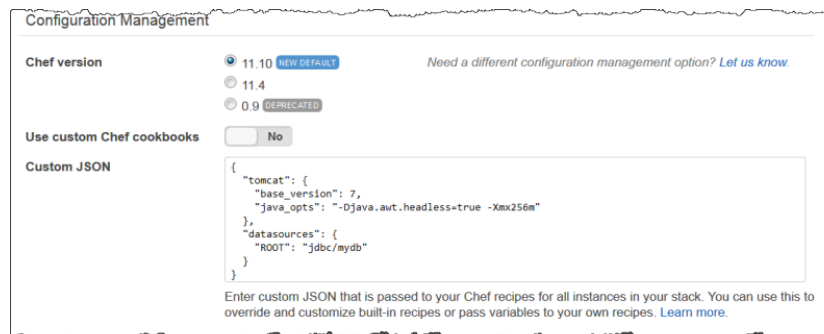 Configuration Management
Chef version
11.10 NEW DEFAULT
Need a different configuration management option? Let us know.
11.4
0.9 DEPRECATED
Use custom Chef cookbooks
No
Custom JSON
{
  "tomcat": {
    "base_version": 7,
    "java_opts": "-Djava.awt.headless=true -Xmx256m"
  },
  "datasources": {
    "ROOT": "jdbc/mydb"
  }
}
Enter custom JSON that is passed to your Chef recipes for all instances in your stack. You can use this to
override and customize built-in recipes or pass variables to your own recipes. Learn more.